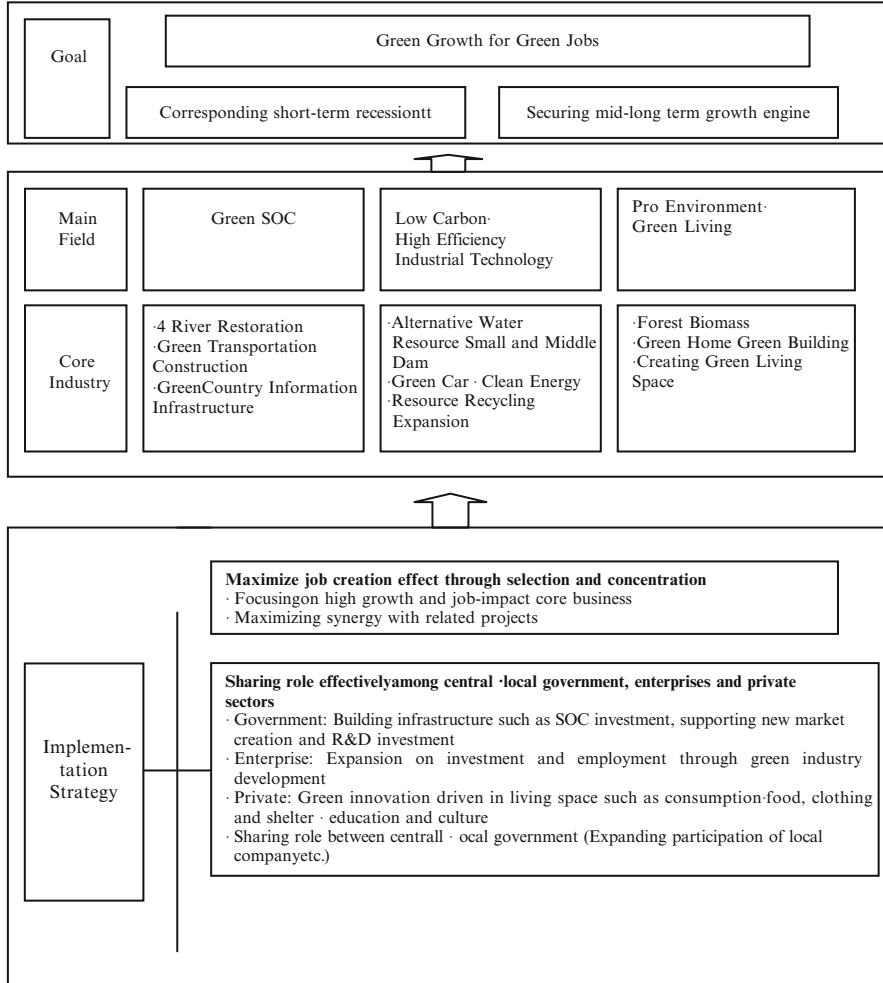 Goal
Green Growth for Green Jobs
Corresponding short-term recessiontt
Securing mid-long term growth engine
Main
Field
Green SOC
Low Carbon·
High Efficiency
Industrial Technology
Pro Environment·
Green Living
Core
Industry
·4 River Restoration
·Green Transportation
Construction
·GreenCountry Information
Infrastructure
·Alternative Water
Resource Small and Middle
Dam
·Green Car · Clean Energy
·Resource Recycling
Expansion
·Forest Biomass
·Green Home Green Building
·Creating Green Living
Space
Implemen-
tation
Strategy
Maximize job creation effect through selection and concentration
· Focusingon high growth and job-impact core business
· Maximizing synergy with related projects
Sharing role effectivelyamong central ·local government, enterprises and private
sectors
· Government: Building infrastructure such as SOC investment, supporting new market
creation and R&D investment
· Enterprise: Expansion on investment and employment through green industry
development
· Private: Green innovation driven in living space such as consumption·food, clothing
and shelter · education and culture
· Sharing role between centrall · ocal government (Expanding participation of local
companyetc.)